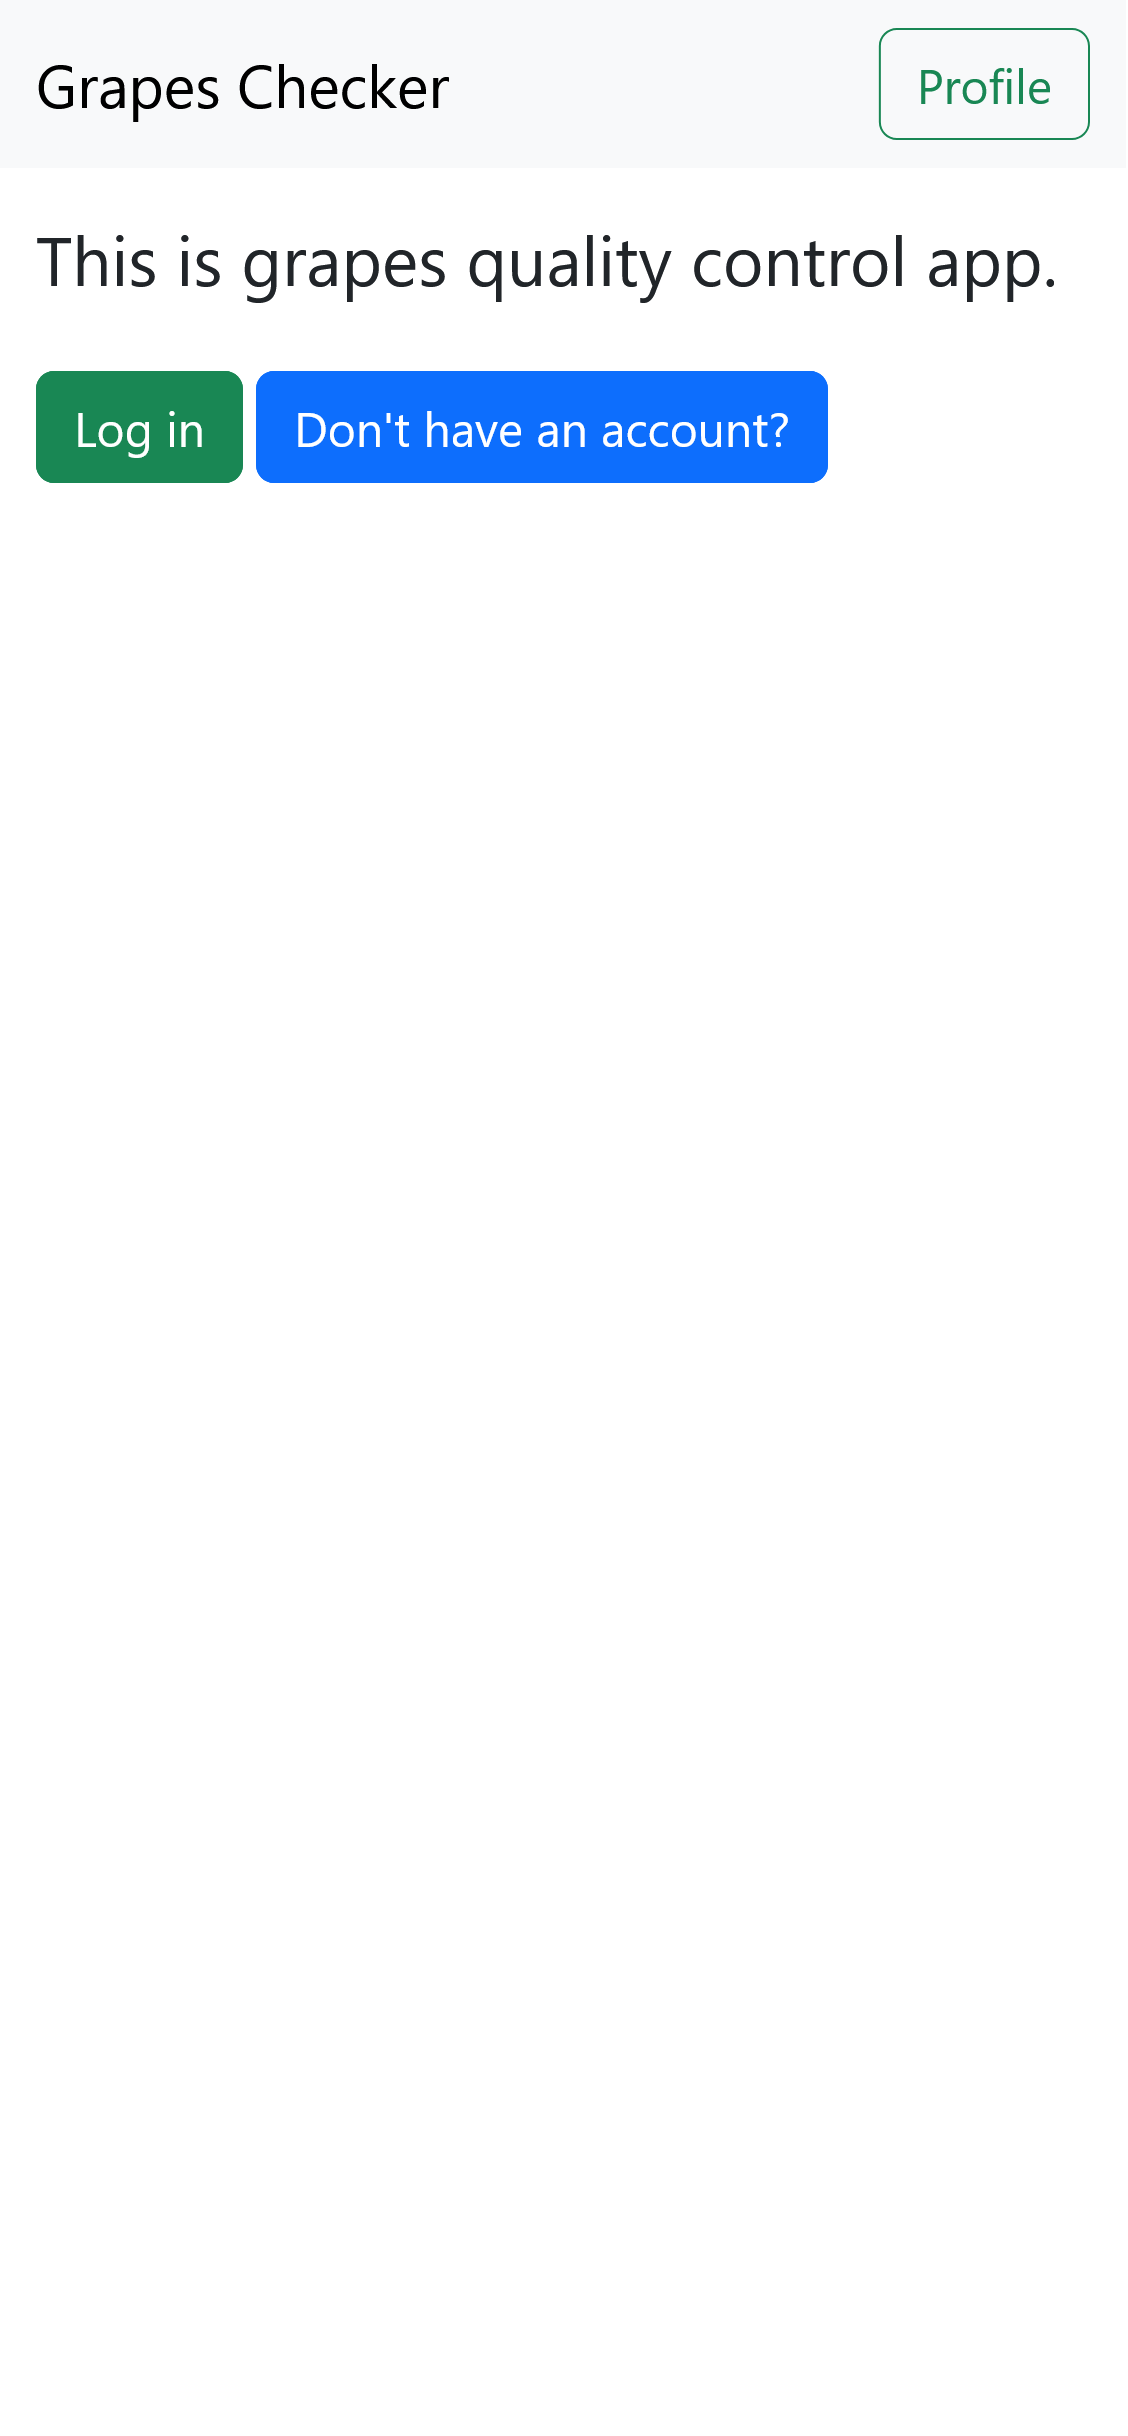 Grapes Checker
Profile
This is grapes quality control app.
Log in
Don't have an account?